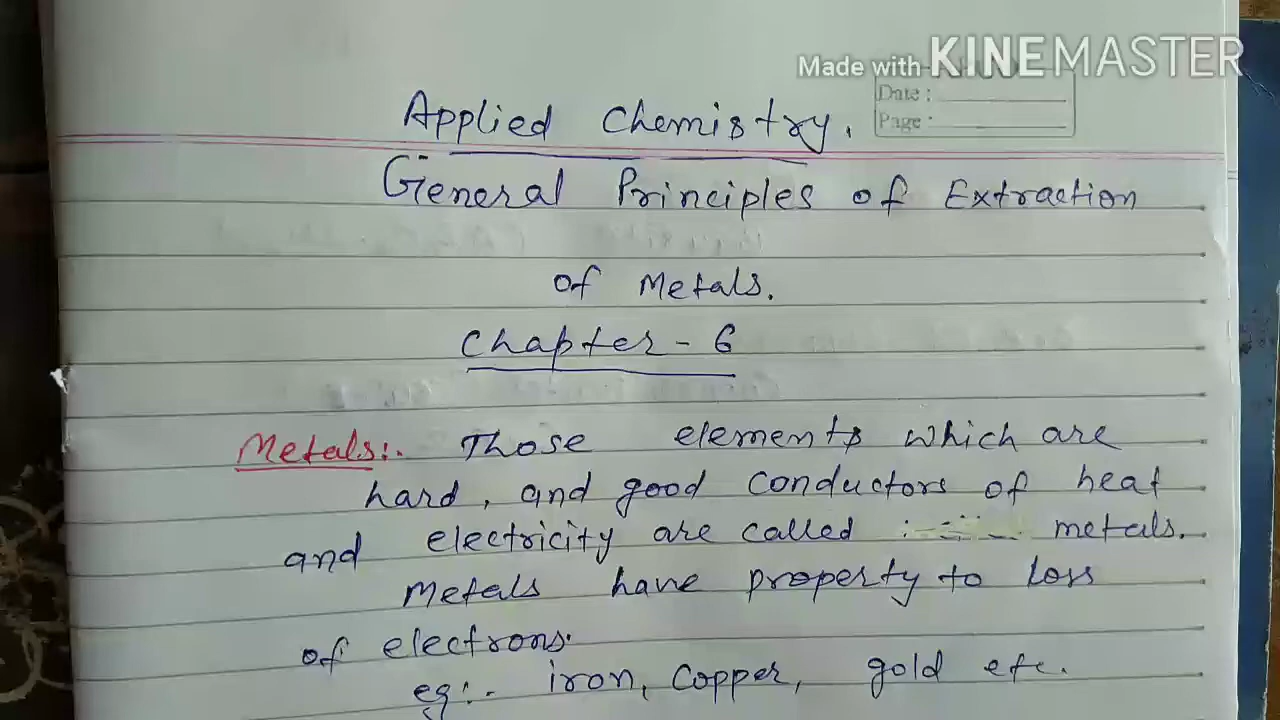 Made with KINEMASTER
Date :
Page :
Applied Chemistry.
General Principles of Extraction
of Metals.
Chapter - 6
Metals:. Those elements which are
hard, and good conductors of heat
and electricity are called metals.
Metals have property to loss
of electrons.
eg:. iron, copper, gold etc.